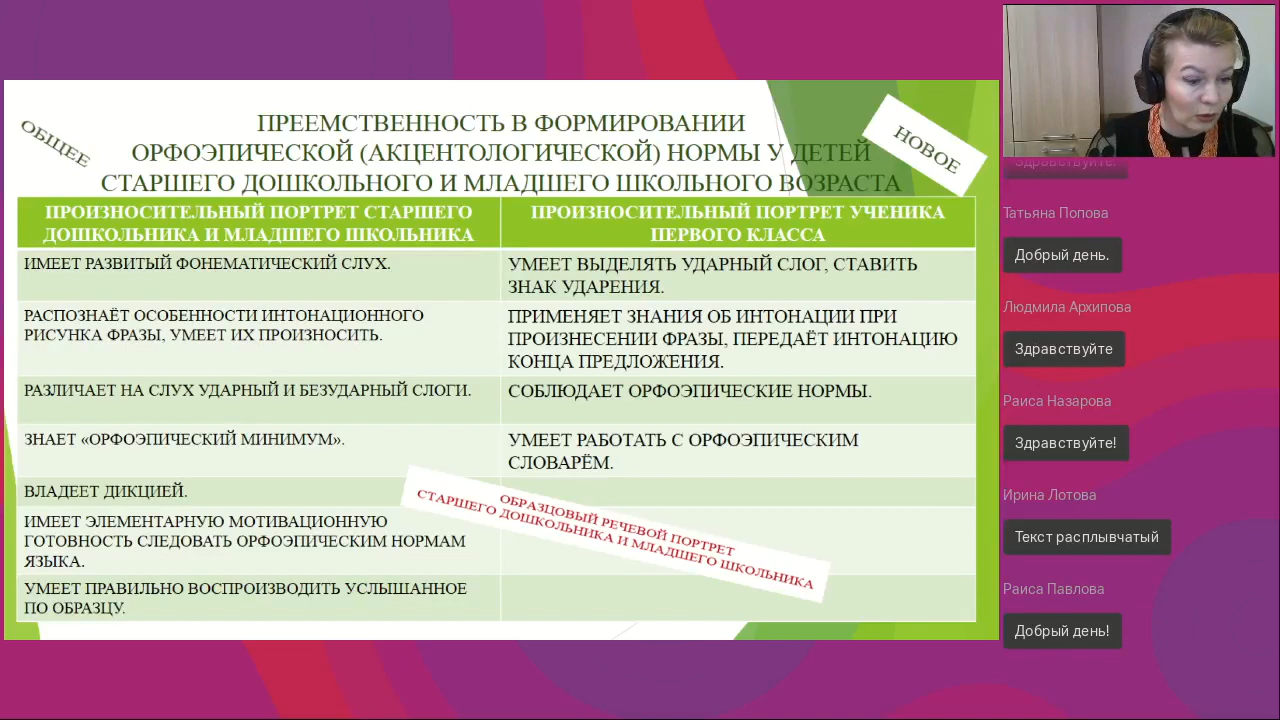 ОБЩЕЕ
НОВОЕ
ПРЕЕМСТВЕННОСТЬ В ФОРМИРОВАНИИ
ОРФОЭПИЧЕСКОЙ (АКЦЕНТОЛОГИЧЕСКОЙ) НОРМЫ У ДЕТЕЙ
СТАРШЕГО ДОШКОЛЬНОГО И МЛАДШЕГО ШКОЛЬНОГО ВОЗРАСТА
ПРОИЗНОСИТЕЛЬНЫЙ ПОРТРЕТ СТАРШЕГО
ДОШКОЛЬНИКА И МЛАДШЕГО ШКОЛЬНИКА
ПРОИЗНОСИТЕЛЬНЫЙ ПОРТРЕТ УЧЕНИКА
ПЕРВОГО КЛАССА
ИМЕЕТ РАЗВИТЫЙ ФОНЕМАТИЧЕСКИЙ СЛУХ.
УМЕЕТ ВЫДЕЛЯТЬ УДАРНЫЙ СЛОГ, СТАВИТЬ
ЗНАК УДАРЕНИЯ.
РАСПОЗНАЁТ ОСОБЕННОСТИ ИНТОНАЦИОННОГО
РИСУНКА ФРАЗЫ, УМЕЕТ ИХ ПРОИЗНОСИТЬ.
ПРИМЕНЯЕТ ЗНАНИЯ ОБ ИНТОНАЦИИ ПРИ
ПРОИЗНЕСЕНИИ ФРАЗЫ, ПЕРЕДАЁТ ИНТОНАЦИЮ
КОНЦА ПРЕДЛОЖЕНИЯ.
РАЗЛИЧАЕТ НА СЛУХ УДАРНЫЙ И БЕЗУДАРНЫЙ СЛОГИ.
СОБЛЮДАЕТ ОРФОЭПИЧЕСКИЕ НОРМЫ.
ЗНАЕТ «ОРФОЭПИЧЕСКИЙ МИНИМУМ».
УМЕЕТ РАБОТАТЬ С ОРФОЭПИЧЕСКИМ
СЛОВАРЁМ.
ВЛАДЕЕТ ДИКЦИЕЙ.
ИМЕЕТ ЭЛЕМЕНТАРНУЮ МОТИВАЦИОННУЮ
ГОТОВНОСТЬ СЛЕДОВАТЬ ОРФОЭПИЧЕСКИМ НОРМАМ
ЯЗЫКА.
УМЕЕТ ПРАВИЛЬНО ВОСПРОИЗВОДИТЬ УСЛЫШАННОЕ
ПО ОБРАЗЦУ.
ОБРАЗЦОВЫЙ РЕЧЕВОЙ ПОРТРЕТ
СТАРШЕГО ДОШКОЛЬНИКА И МЛАДШЕГО ШКОЛЬНИКА
Здравствуйте!
Татьяна Попова
Добрый день.
Людмила Архипова
Здравствуйте
Раиса Назарова
Здравствуйте!
Ирина Лотова
Текст расплывчатый
Раиса Павлова
Добрый день!